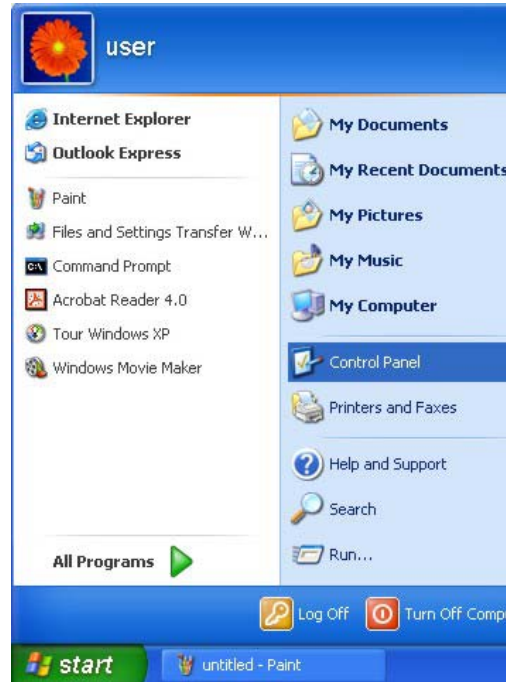 user
Internet Explorer
Outlook Express
Paint
Files and Settings Transfer W...
Command Prompt
Acrobat Reader 4.0
Tour Windows XP
Windows Movie Maker
All Programs
My Documents
My Recent Documents
My Pictures
My Music
My Computer
Control Panel
Printers and Faxes
Help and Support
Search
Run...
Log Off
Turn Off Comp
start
untitled - Paint